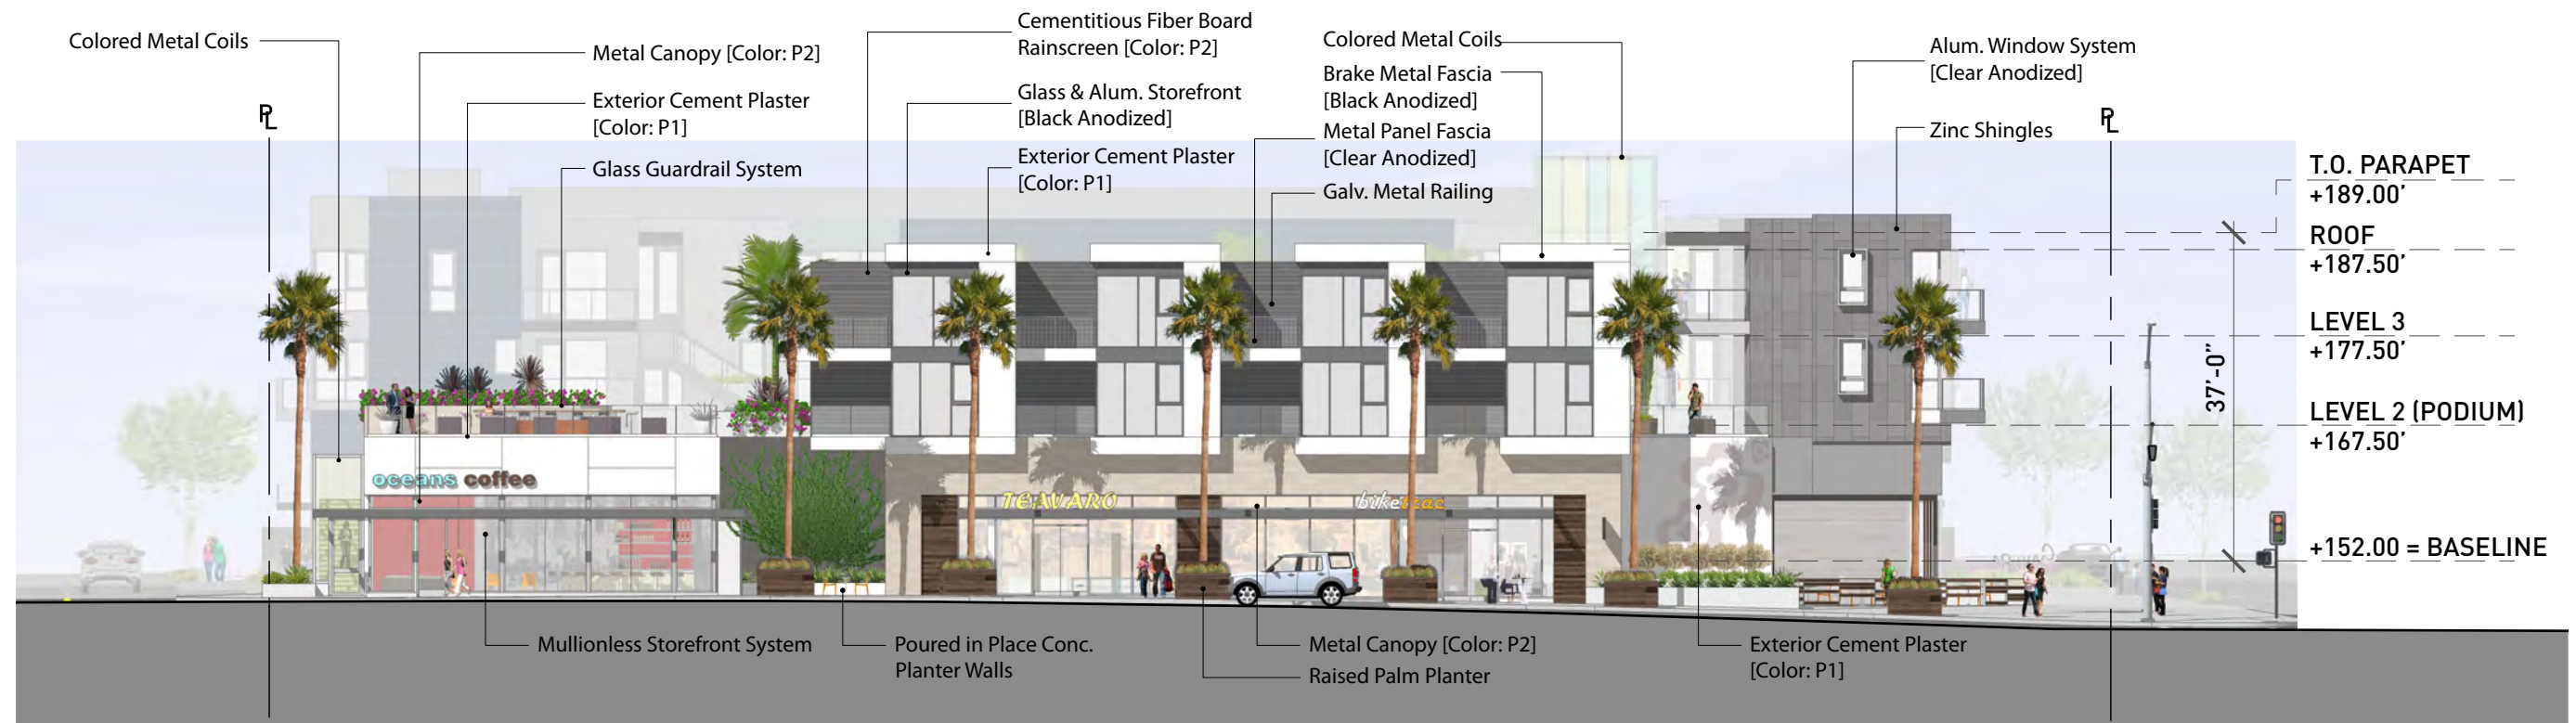 Colored Metal Coils
Metal Canopy [Color: P2]
Exterior Cement Plaster
[Color: P1]
Glass Guardrail System
Cementitious Fiber Board
Rainscreen [Color: P2]
Glass & Alum. Storefront
[Black Anodized]
Exterior Cement Plaster
[Color: P1]
Colored Metal Coils
Brake Metal Fascia
[Black Anodized]
Metal Panel Fascia
[Clear Anodized]
Galv. Metal Railing
Alum. Window System
[Clear Anodized]
Zinc Shingles
PL
PL
T.O. PARAPET
+189.00’
ROOF
+187.50’
LEVEL 3
+177.50’
37’-0”
LEVEL 2 (PODIUM)
+167.50’
+152.00 = BASELINE
oceans coffee
TEAVARO
biketrac
Mullionless Storefront System
Poured in Place Conc.
Planter Walls
Metal Canopy [Color: P2]
Raised Palm Planter
Exterior Cement Plaster
[Color: P1]